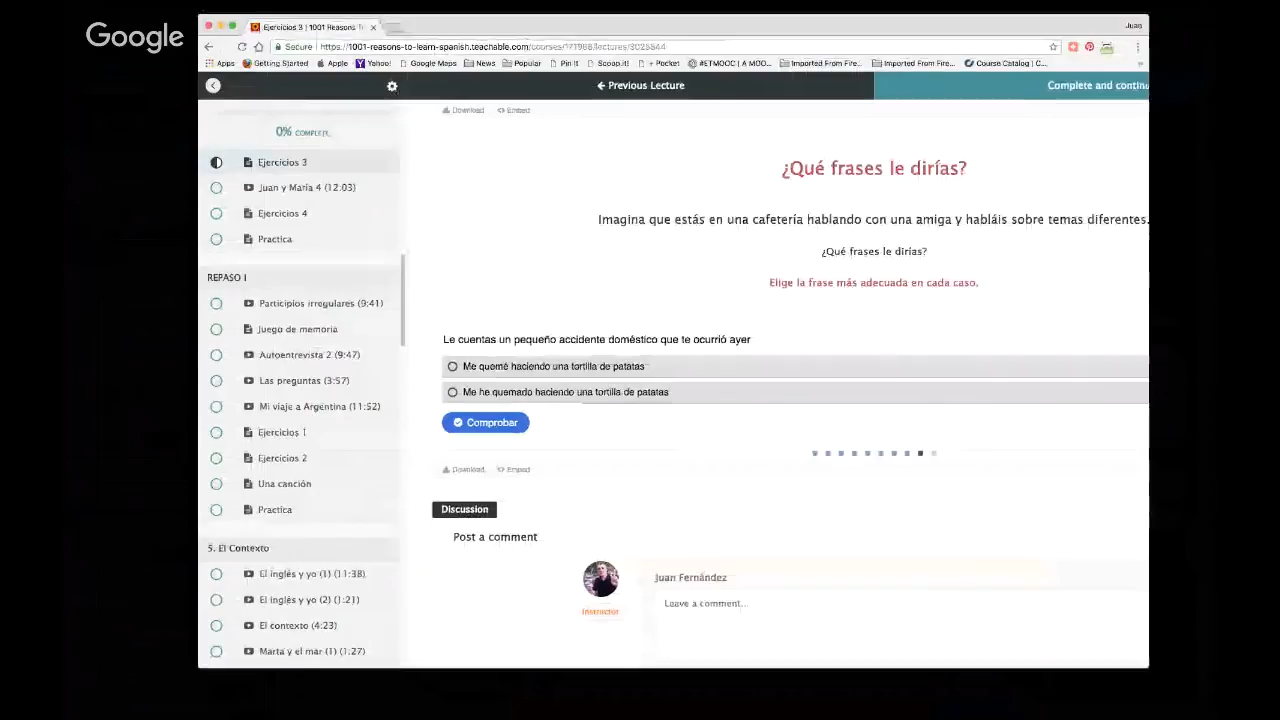 Google
Ejercicios 3 | 1001 Reasons T
Juan
Secure https://1001-reasons-to-learn-spanish.teachable.com/courses/171988/lectures/3025844
Apps Getting Started Apple Yahoo! Google Maps News Popular Pin It Scoop.it! + Pocket #ETMOOC | A MOO... Imported From Fire... Imported From Fire... Course Catalog | C...
Previous Lecture
Complete and continu
Download Embed
0% COMPLETE
¿Qué frases le dirías?
Ejercicios 3
Juan y María 4 (12:03)
Ejercicios 4
Practica
Imagina que estás en una cafetería hablando con una amiga y habláis sobre temas diferentes.
¿Qué frases le dirías?
Elige la frase más adecuada en cada caso.
REPASO I
Participios irregulares (9:41)
Juego de memoria
Autoentrevista 2 (9:47)
Las preguntas (3:57)
Mi viaje a Argentina (11:52)
Ejercicios 1
Ejercicios 2
Una canción
Practica
Le cuentas un pequeño accidente doméstico que te ocurrió ayer
Me quemé haciendo una tortilla de patatas
Me he quemado haciendo una tortilla de patatas
Comprobar
Download Embed
Discussion
Post a comment
5. El Contexto
El inglés y yo (1) (11:38)
El inglés y yo (2) (1:21)
El contexto (4:23)
Marta y el mar (1) (1:27)
Juan Fernández
Instructor
Leave a comment...